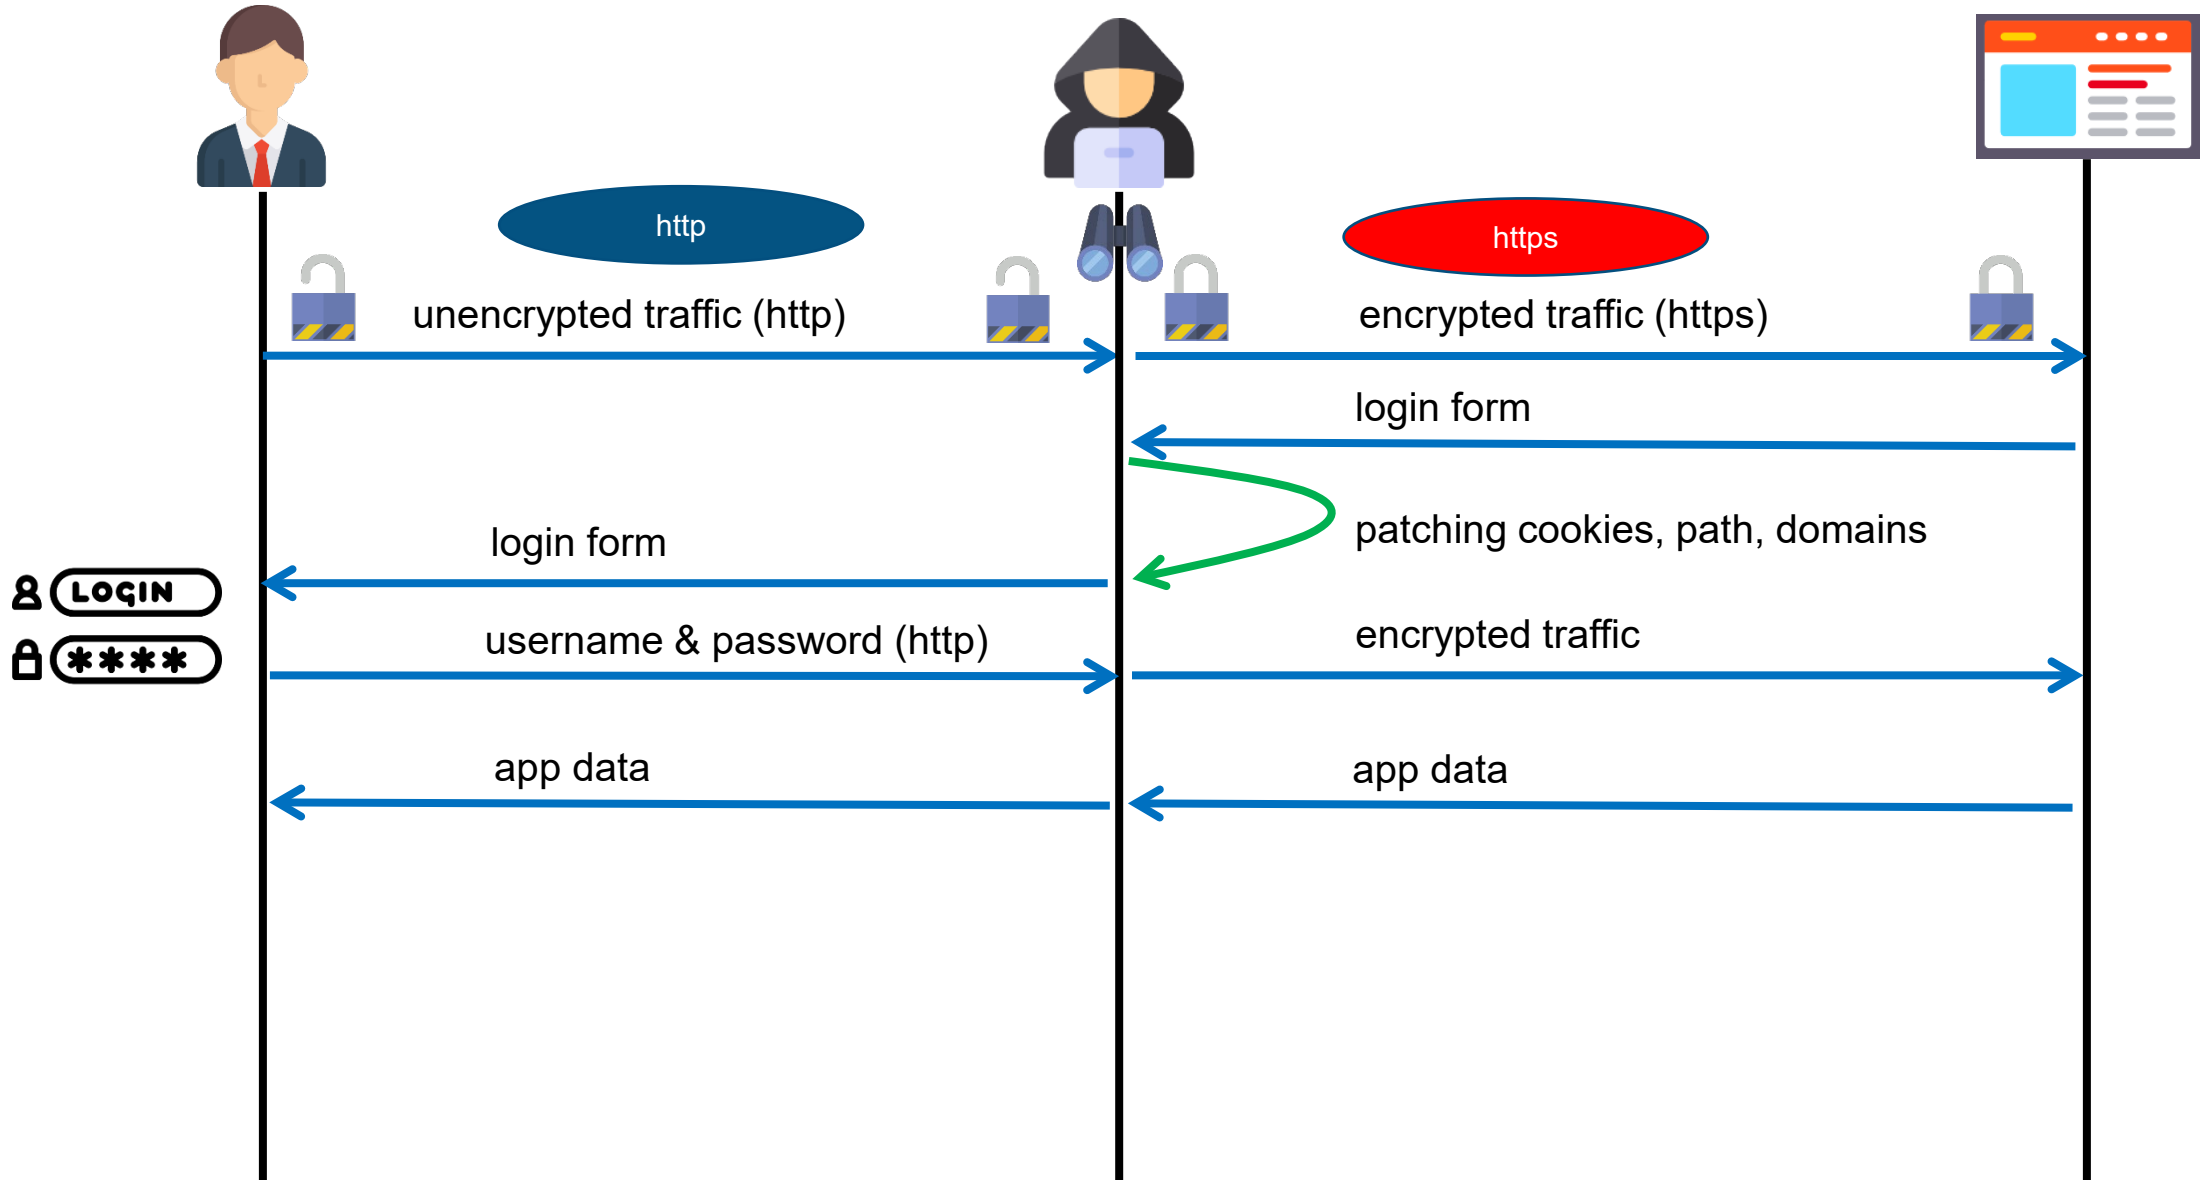 http
https
unencrypted traffic (http)
encrypted traffic (https)
login form
patching cookies, path, domains
login form
LOGIN
username & password (http)
encrypted traffic
****
app data
app data